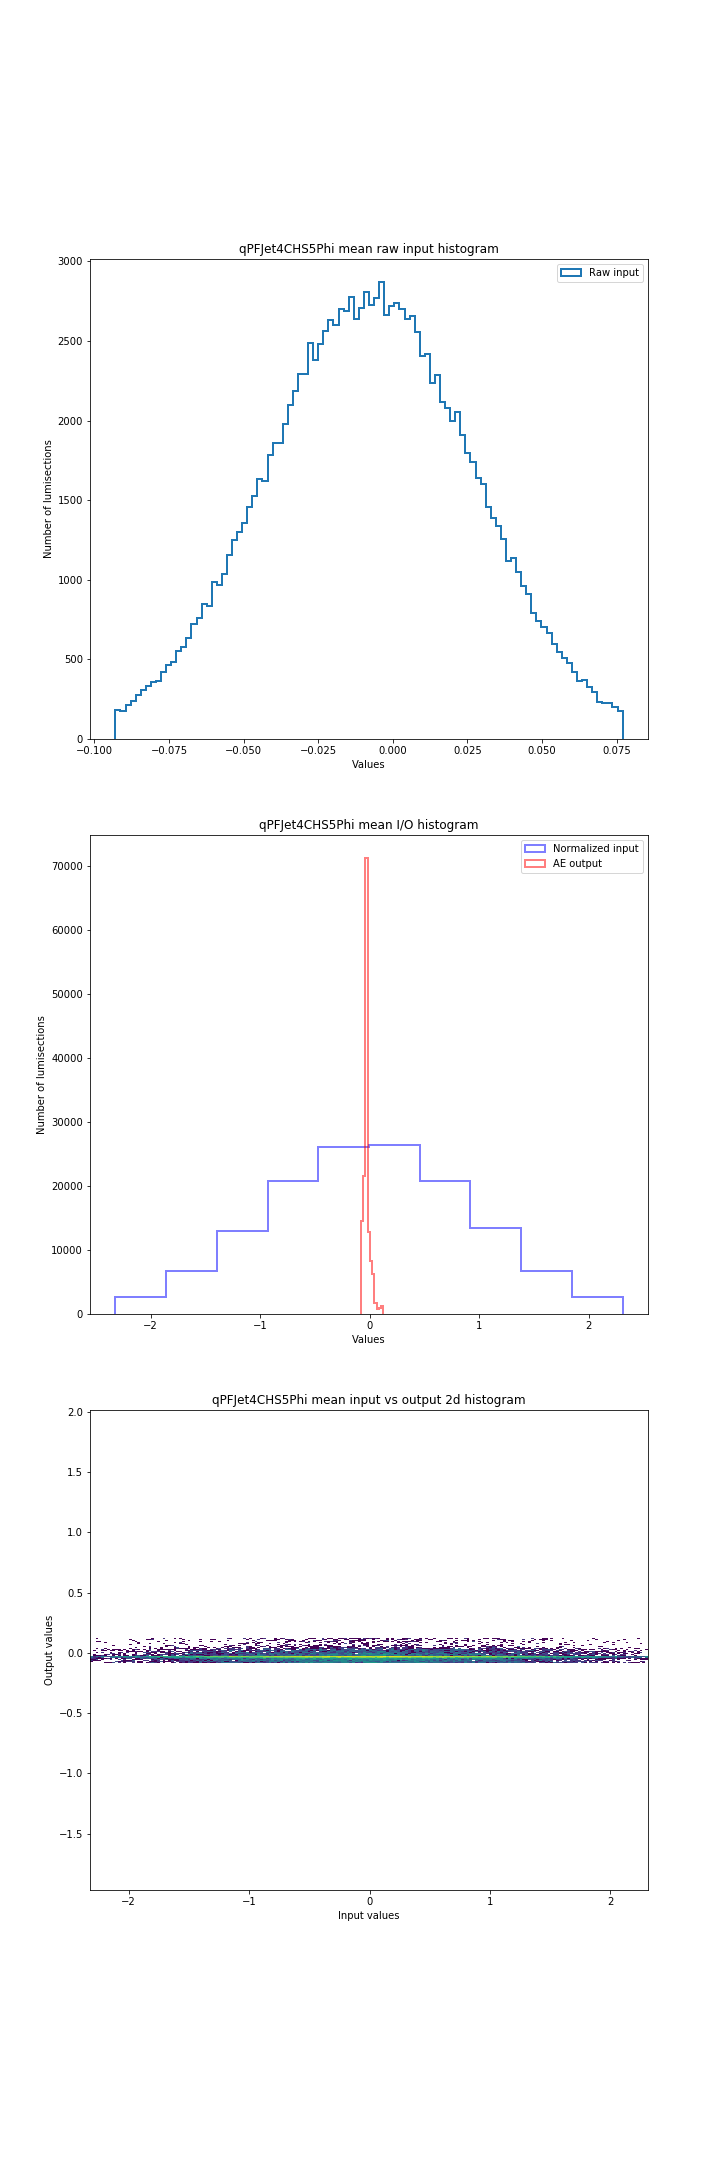 qPFJet4CHS5Phi mean raw input histogram
3000
2500
2000
1500
1000
500
0
Number of lumisections
Raw input
−0.100 −0.075 −0.050 −0.025 0.000 0.025 0.050 0.075
Values
qPFJet4CHS5Phi mean I/O histogram
70000
60000
50000
40000
30000
20000
10000
0
Number of lumisections
Normalized input
AE output
−2 −1 0 1 2
Values
qPFJet4CHS5Phi mean input vs output 2d histogram
2.0
1.5
1.0
0.5
0.0
−0.5
−1.0
−1.5
Output values
−2 −1 0 1 2
Input values